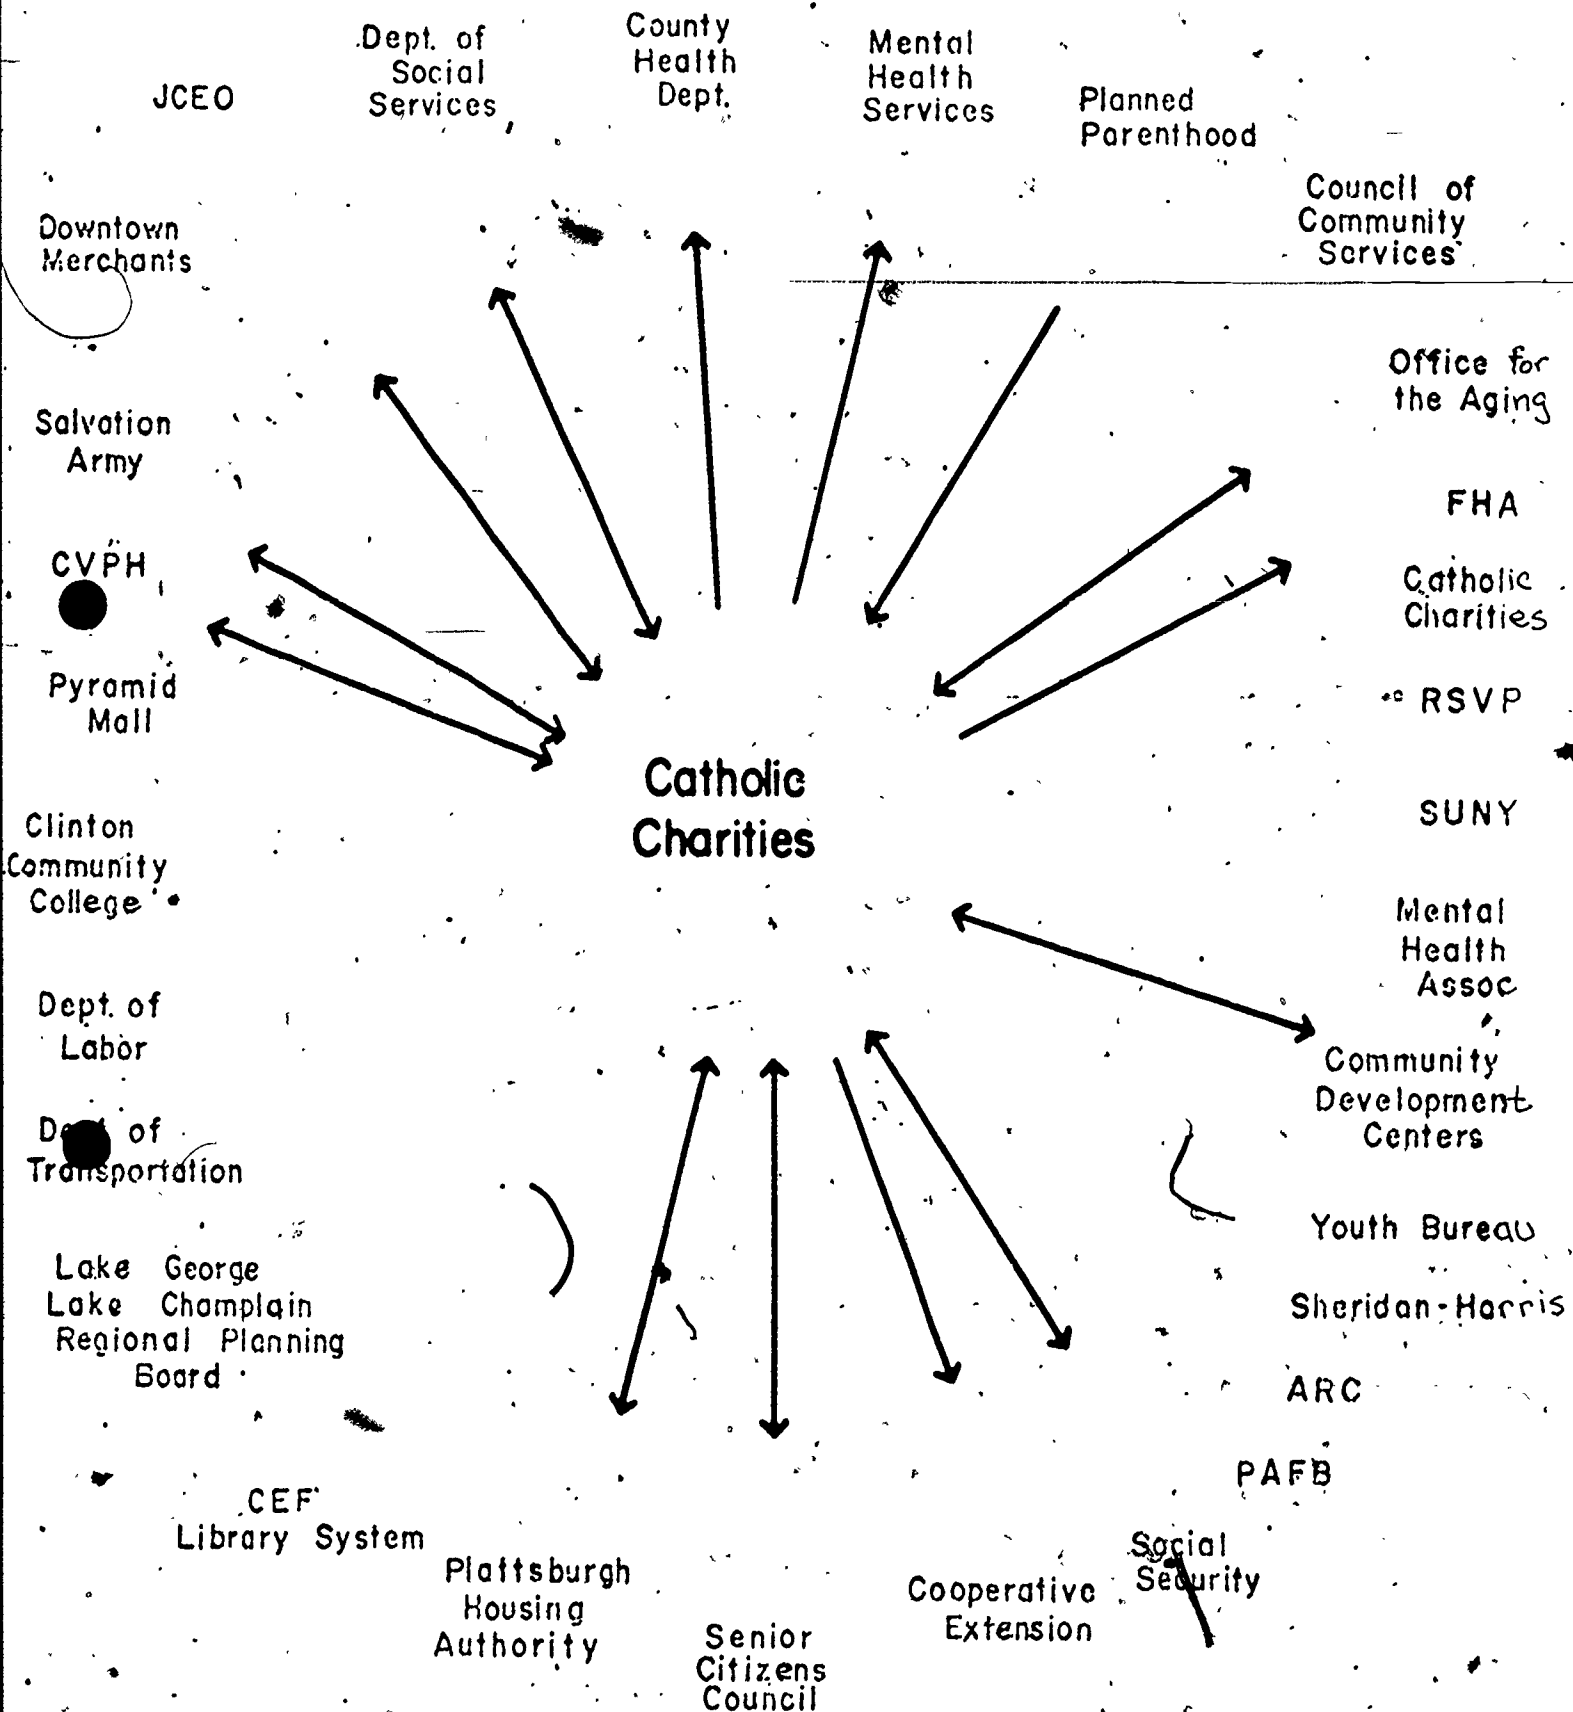 JCEO
Dept. of
Social
Services
County
Health
Dept.
Mental
Health
Services
Planned
Parenthood
Council of
Community
Services
Office for
the Aging
FHA
Catholic
Charities
RSVP
SUNY
Mental
Health
Assoc
Community
Development
Centers
Youth Bureau
Sheridan-Harris
ARC
PAFB
Social
Security
Cooperative
Extension
Senior
Citizens
Council
Plattsburgh
Housing
Authority
CEF
Library System
Lake George
Lake Champlain
Regional Planning
Board
Dept. of
Transportation
Dept. of
Labor
Clinton
Community
College
Pyramid
Mall
CVPH
Salvation
Army
Downtown
Merchants
Catholic
Charities